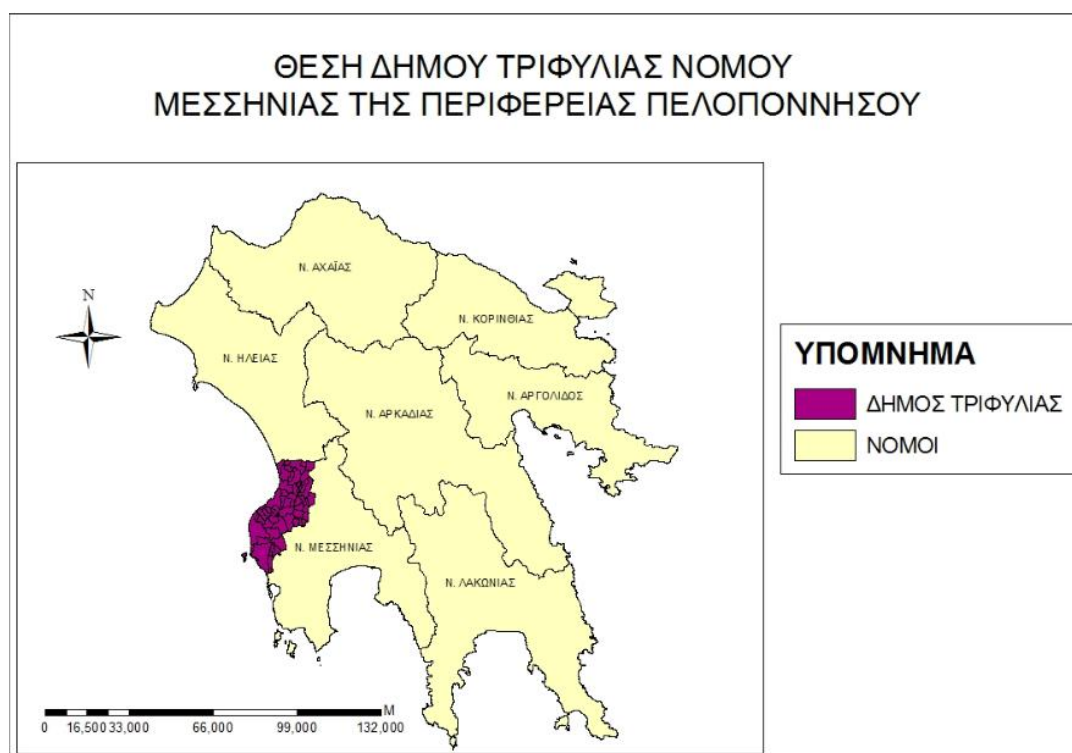 ΘΕΣΗ ΔΗΜΟΥ ΤΡΙΦΥΛΙΑΣ ΝΟΜΟΥ
ΜΕΣΣΗΝΙΑΣ ΤΗΣ ΠΕΡΙΦΕΡΕΙΑΣ ΠΕΛΟΠΟΝΝΗΣΟΥ
N
Ν. ΑΧΑΪΑΣ
Ν. ΚΟΡΙΝΘΙΑΣ
Ν. ΗΛΕΙΑΣ
Ν. ΑΡΓΟΛΙΔΟΣ
Ν. ΑΡΚΑΔΙΑΣ
Ν. ΜΕΣΣΗΝΙΑΣ
Ν. ΛΑΚΩΝΙΑΣ
M
0 16,500 33,000 66,000 99,000 132,000
ΥΠΟΜΝΗΜΑ
ΔΗΜΟΣ ΤΡΙΦΥΛΙΑΣ
ΝΟΜΟΙ